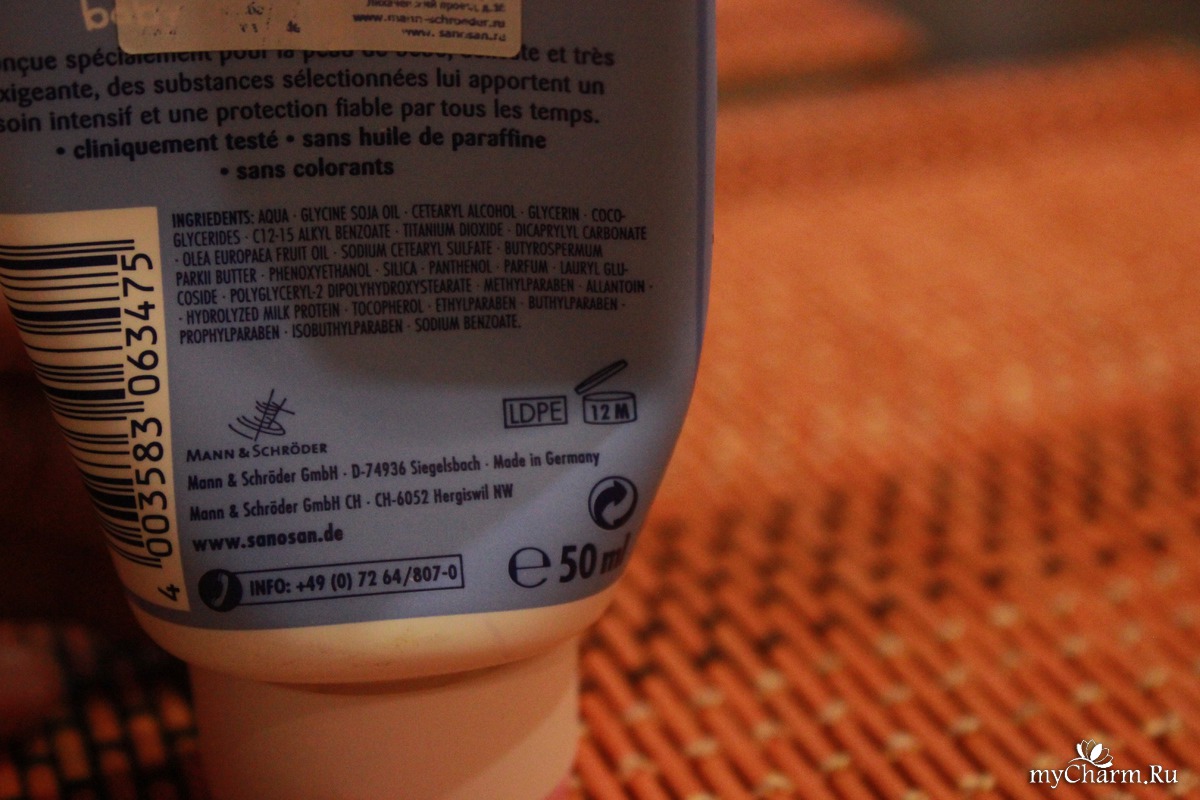 baby
www.mann-schroeder.ru
www.sanosan.ru
spécialement pour la peau de et très
exigeante, des substances sélectionnées lui apportent un
soin intensif et une protection fiable par tous les temps.
• cliniquement testé • sans huile de paraffine
• sans colorants
INGRIEDENTS: AQUA · GLYCINE SOJA OIL · CETEARYL ALCOHOL · GLYCERIN · COCO-
GLYCERIDES · C12-15 ALKYL BENZOATE · TITANIUM DIOXIDE · DICAPRYLYL CARBONATE
· OLEA EUROPAEA FRUIT OIL · SODIUM CETEARYL SULFATE · BUTYROSPERMUM
PARKII BUTTER · PHENOXYETHANOL · SILICA · PANTHENOL · PARFUM · LAURYL GLU-
COSIDE · POLYGLYCERYL-2 DIPOLYHYDROXYSTEARATE · METHYLPARABEN · ALLANTOIN ·
· HYDROLYZED MILK PROTEIN · TOCOPHEROL · ETHYLPARABEN · BUTHYLPARABEN ·
PROPHYLPARABEN · ISOBUTHYLPARABEN · SODIUM BENZOATE.
4 003583 063475
LDPE
12 M
MANN & SCHRÖDER
Mann & Schröder GmbH · D-74936 Siegelsbach · Made in Germany
Mann & Schröder GmbH CH · CH-6052 Hergiswil NW
www.sanosan.de
INFO: +49 (0) 72 64/807-0
℮ 50 ml
myCharm.Ru